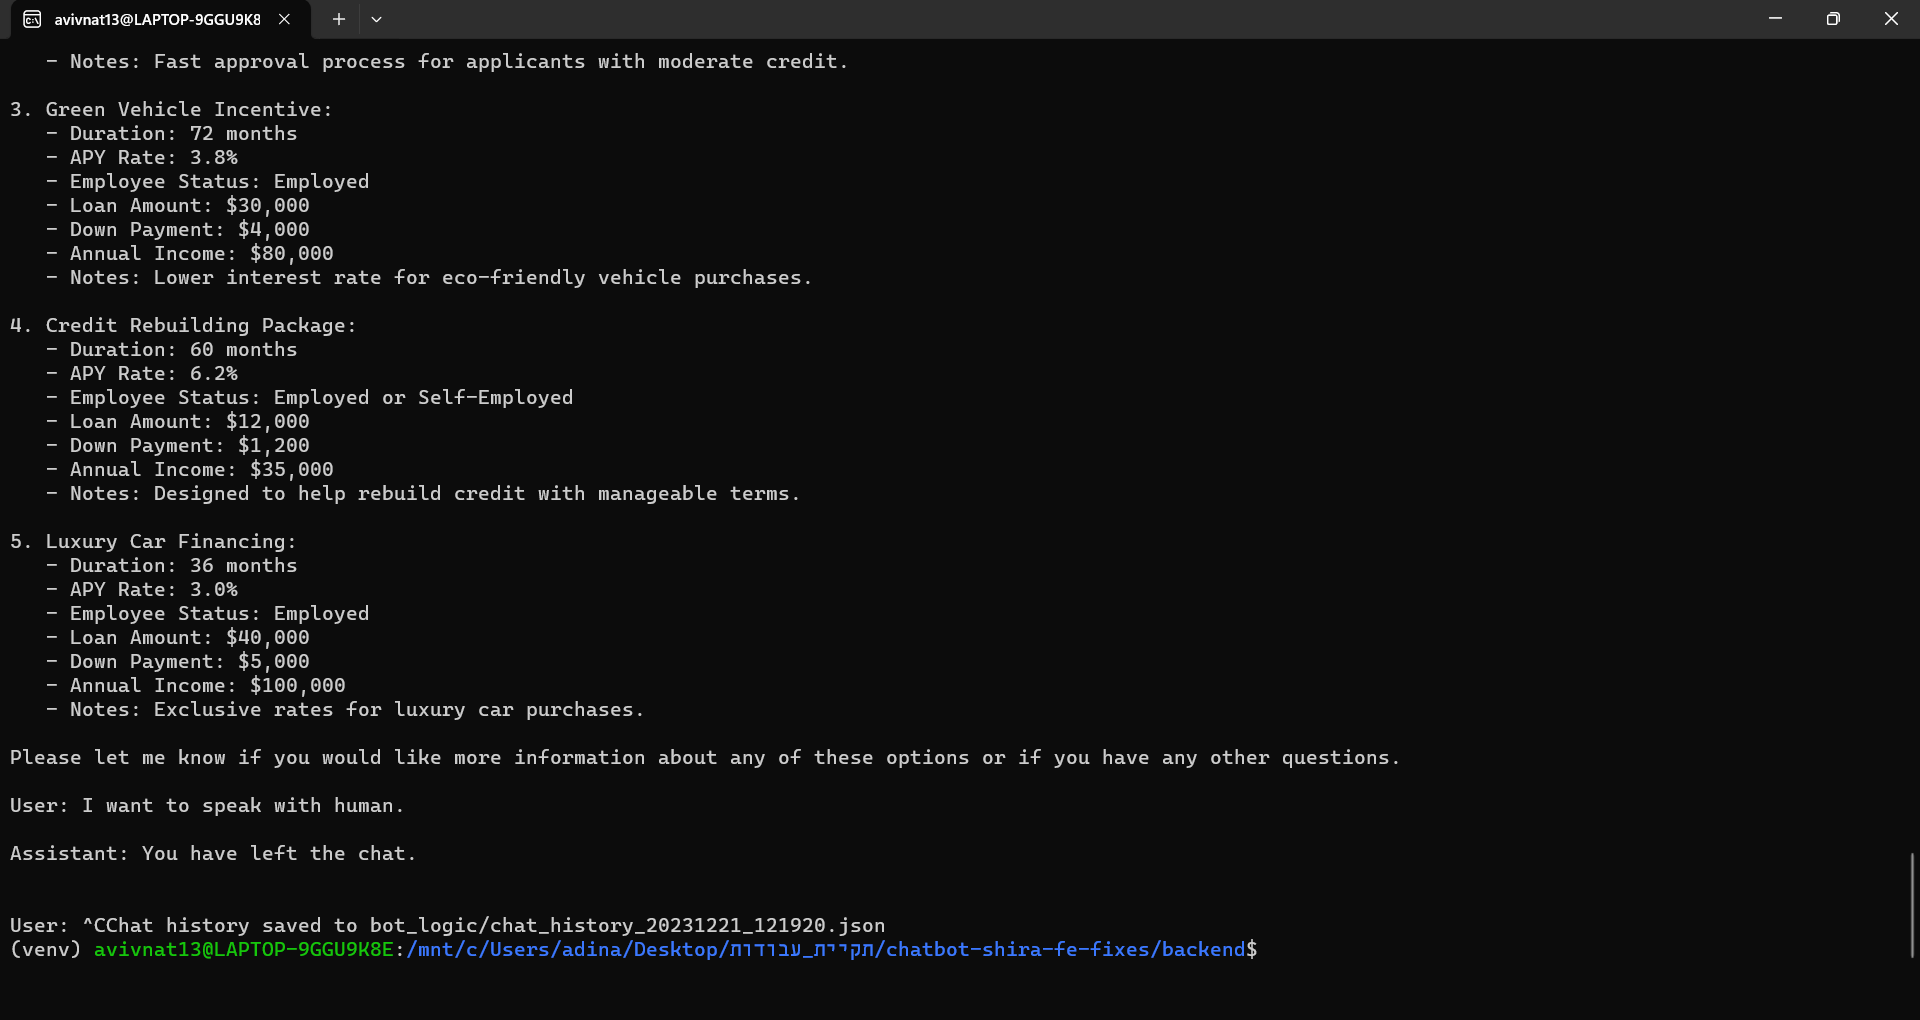 avivnat13@LAPTOP-9GGU9K8
- Notes: Fast approval process for applicants with moderate credit.
3. Green Vehicle Incentive:
- Duration: 72 months
- APY Rate: 3.8%
- Employee Status: Employed
- Loan Amount: $30,000
- Down Payment: $4,000
- Annual Income: $80,000
- Notes: Lower interest rate for eco-friendly vehicle purchases.
4. Credit Rebuilding Package:
- Duration: 60 months
- APY Rate: 6.2%
- Employee Status: Employed or Self-Employed
- Loan Amount: $12,000
- Down Payment: $1,200
- Annual Income: $35,000
- Notes: Designed to help rebuild credit with manageable terms.
5. Luxury Car Financing:
- Duration: 36 months
- APY Rate: 3.0%
- Employee Status: Employed
- Loan Amount: $40,000
- Down Payment: $5,000
- Annual Income: $100,000
- Notes: Exclusive rates for luxury car purchases.
Please let me know if you would like more information about any of these options or if you have any other questions.
User: I want to speak with human.
Assistant: You have left the chat.
User: ^CChat history saved to bot_logic/chat_history_20231221_121920.json
(venv) avivnat13@LAPTOP-9GGU9K8E:/mnt/c/Users/adina/Desktop/תקיית_עבודות/chatbot-shira-fe-fixes/backend$